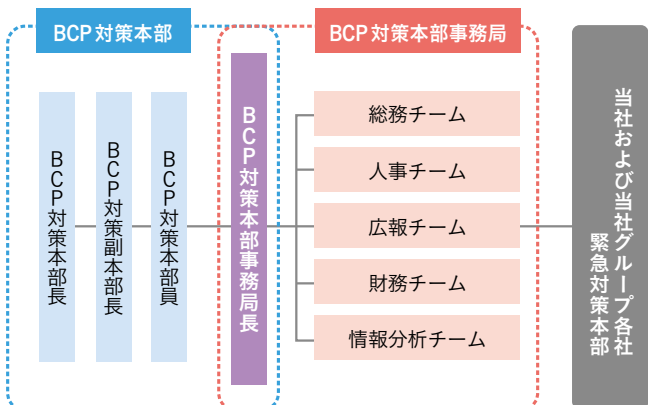 BCP対策本部
BCP対策本部事務局
BCP対策本部長
BCP対策副本部長
BCP対策本部員
BCP対策本部事務局長
総務チーム
人事チーム
広報チーム
財務チーム
情報分析チーム
当社および当社グループ各社
緊急対策本部